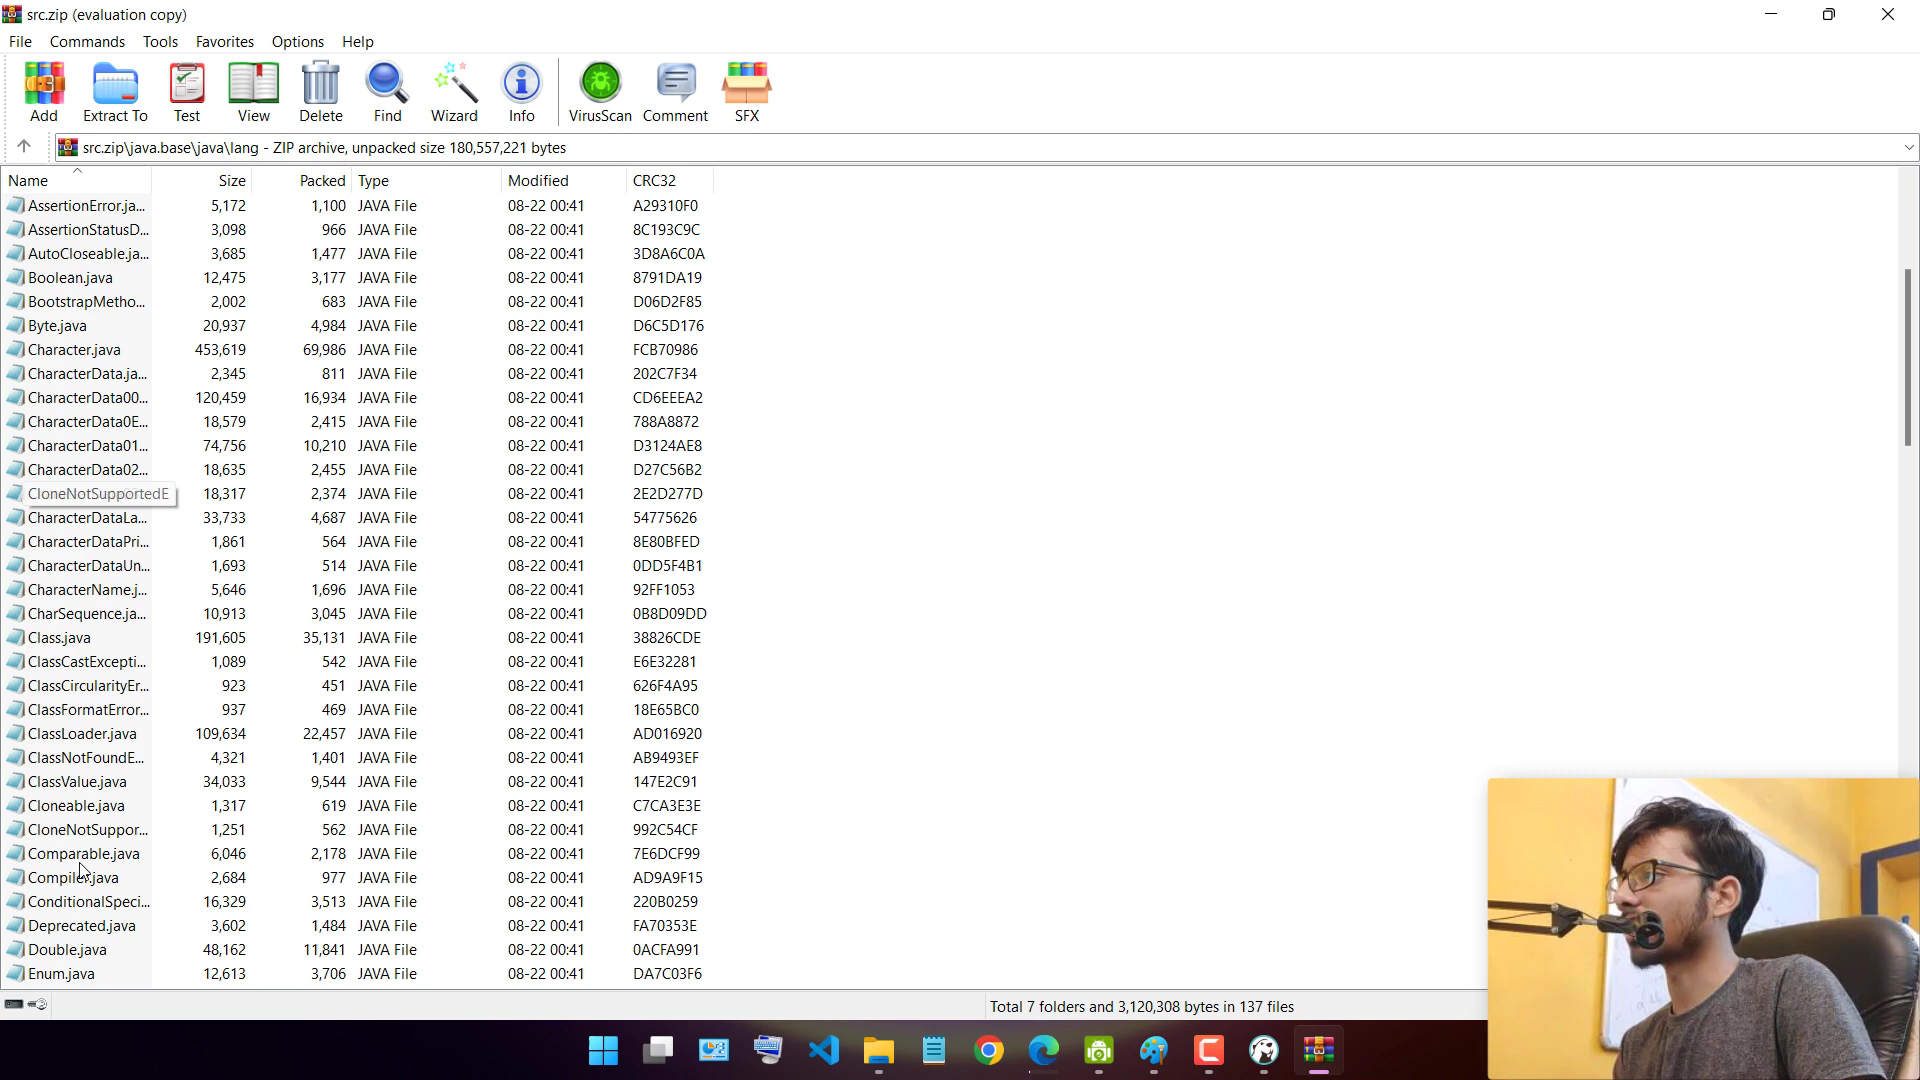 src.zip (evaluation copy)
File Commands Tools Favorites Options Help
Add Extract To Test View Delete Find Wizard Info VirusScan Comment SFX
src.zip\java.base\java\lang - ZIP archive, unpacked size 180,557,221 bytes
Name Size Packed Type Modified CRC32
AssertionError.ja... 5,172 1,100 JAVA File 08-22 00:41 A29310F0
AssertionStatusD... 3,098 966 JAVA File 08-22 00:41 8C193C9C
AutoCloseable.ja... 3,685 1,477 JAVA File 08-22 00:41 3D8A6C0A
Boolean.java 12,475 3,177 JAVA File 08-22 00:41 8791DA19
BootstrapMetho... 2,002 683 JAVA File 08-22 00:41 D06D2F85
Byte.java 20,937 4,984 JAVA File 08-22 00:41 D6C5D176
Character.java 453,619 69,986 JAVA File 08-22 00:41 FCB70986
CharacterData.ja... 2,345 811 JAVA File 08-22 00:41 202C7F34
CharacterData00... 120,459 16,934 JAVA File 08-22 00:41 CD6EEEA2
CharacterData0E... 18,579 2,415 JAVA File 08-22 00:41 788A8872
CharacterData01... 74,756 10,210 JAVA File 08-22 00:41 D3124AE8
CharacterData02... 18,635 2,455 JAVA File 08-22 00:41 D27C56B2
CloneNotSupportedE 18,317 2,374 JAVA File 08-22 00:41 2E2D277D
CharacterDataLa... 33,733 4,687 JAVA File 08-22 00:41 54775626
CharacterDataPri... 1,861 564 JAVA File 08-22 00:41 8E80BFED
CharacterDataUn... 1,693 514 JAVA File 08-22 00:41 0DD5F4B1
CharacterName.j... 5,646 1,696 JAVA File 08-22 00:41 92FF1053
CharSequence.ja... 10,913 3,045 JAVA File 08-22 00:41 0B8D09DD
Class.java 191,605 35,131 JAVA File 08-22 00:41 38826CDE
ClassCastExcepti... 1,089 542 JAVA File 08-22 00:41 E6E32281
ClassCircularityEr... 923 451 JAVA File 08-22 00:41 626F4A95
ClassFormatError... 937 469 JAVA File 08-22 00:41 18E65BC0
ClassLoader.java 109,634 22,457 JAVA File 08-22 00:41 AD016920
ClassNotFoundE... 4,321 1,401 JAVA File 08-22 00:41 AB9493EF
ClassValue.java 34,033 9,544 JAVA File 08-22 00:41 147E2C91
Cloneable.java 1,317 619 JAVA File 08-22 00:41 C7CA3E3E
CloneNotSuppor... 1,251 562 JAVA File 08-22 00:41 992C54CF
Comparable.java 6,046 2,178 JAVA File 08-22 00:41 7E6DCF99
Compiler.java 2,684 977 JAVA File 08-22 00:41 AD9A9F15
ConditionalSpeci... 16,329 3,513 JAVA File 08-22 00:41 220B0259
Deprecated.java 3,602 1,484 JAVA File 08-22 00:41 FA70353E
Double.java 48,162 11,841 JAVA File 08-22 00:41 0ACFA991
Enum.java 12,613 3,706 JAVA File 08-22 00:41 DA7C03F6
Total 7 folders and 3,120,308 bytes in 137 files